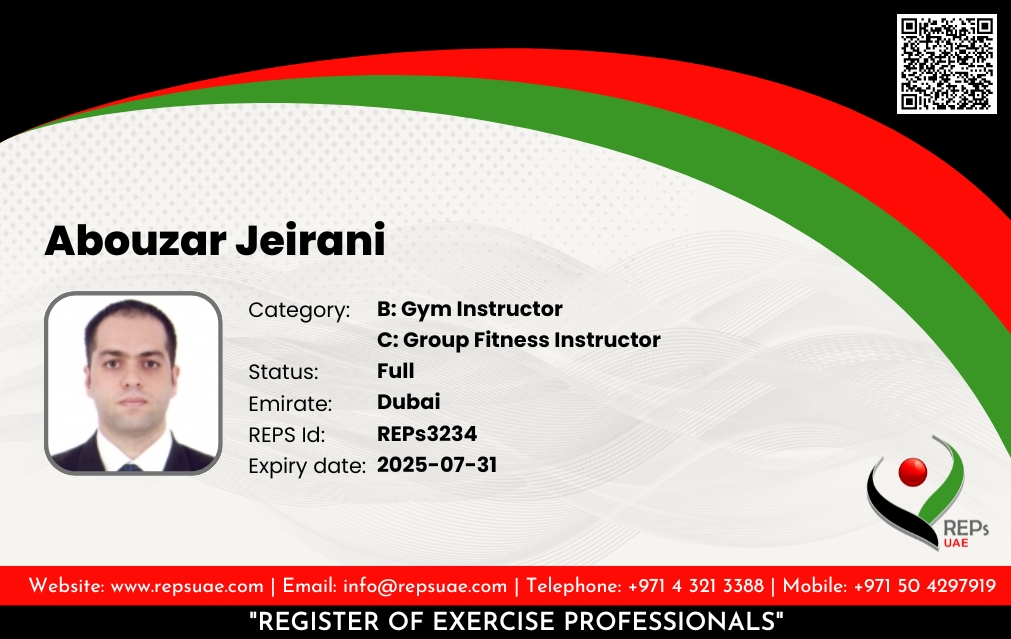 Abouzar Jeirani
Category: B: Gym Instructor
C: Group Fitness Instructor
Status: Full
Emirate: Dubai
REPS Id: REPs3234
Expiry date: 2025-07-31
REPs
UAE
Website: www.repsuae.com | Email: info@repsuae.com | Telephone: +971 4 321 3388 | Mobile: +971 50 4297919
"REGISTER OF EXERCISE PROFESSIONALS"